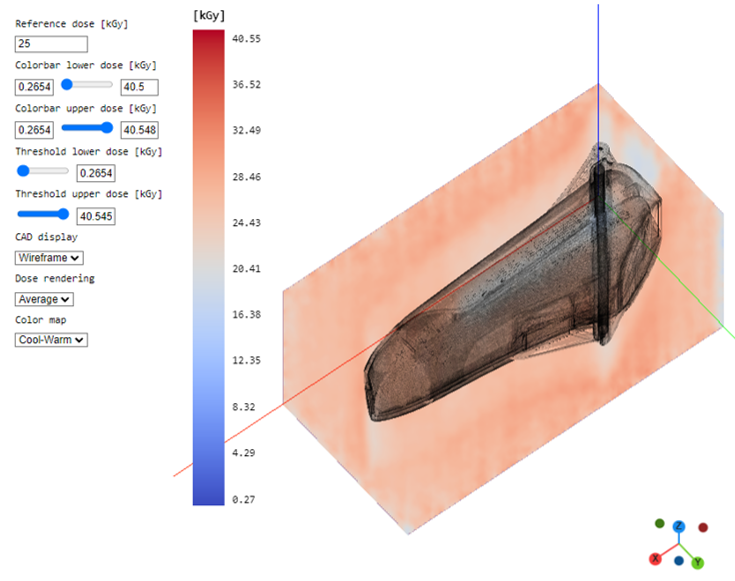 Reference dose [kGy]
25
Colorbar lower dose [kGy]
0.2654
40.5
Colorbar upper dose [kGy]
0.2654
40.548
Threshold lower dose [kGy]
0.2654
Threshold upper dose [kGy]
40.545
CAD display
Wireframe
Dose rendering
Average
Color map
Cool-Warm
[kGy]
40.55
36.52
32.49
28.46
24.43
20.41
16.38
12.35
8.32
4.29
0.27
Z
X
Y